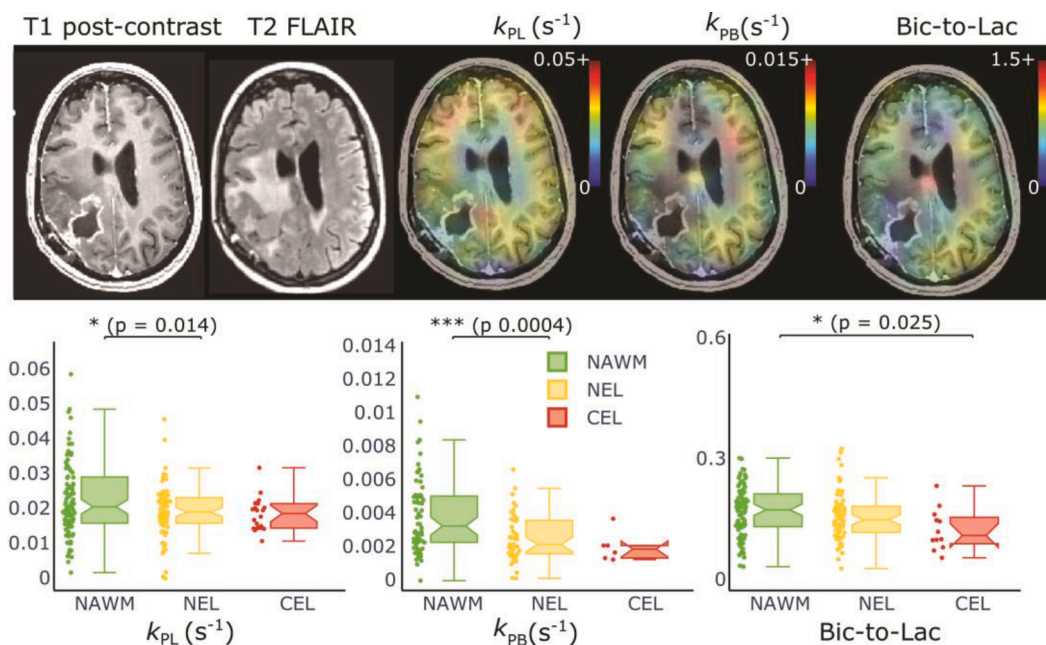 T1 post-contrast T2 FLAIR kPL (s⁻¹) kPB(s⁻¹) Bic-to-Lac
0.05+ 0.015+ 1.5+
0 0 0
* (p = 0.014) *** (p 0.0004) * (p = 0.025)
0.06
0.05
0.04
0.03
0.02
0.01
0
NAWM NEL CEL
kPL (s⁻¹)
0.014
0.012
0.01
0.008
0.006
0.004
0.002
0
NAWM
NEL
CEL
NAWM NEL CEL
kPB(s⁻¹)
0.6
0.3
0
NAWM NEL CEL
Bic-to-Lac